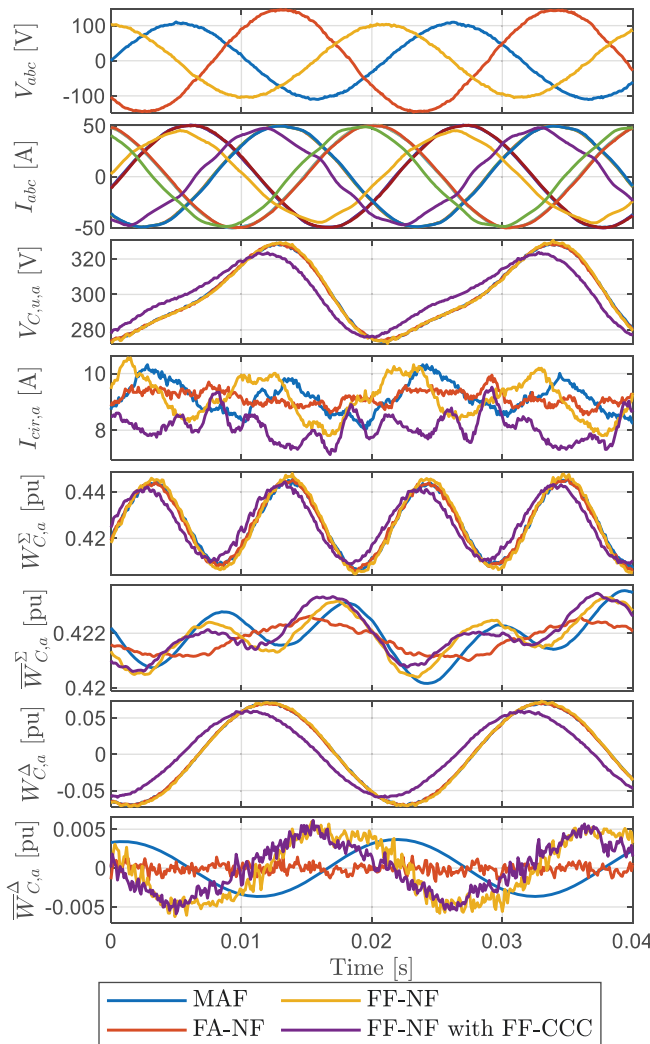 V_abc [V]
100
0
-100
I_abc [A]
50
0
-50
V_C,u,a [V]
320
300
280
I_cir,a [A]
10
8
W^Σ_C,a [pu]
0.44
0.42
W̅^Σ_C,a [pu]
0.422
0.42
W^Δ_C,a [pu]
0.05
0
-0.05
W̅^Δ_C,a [pu]
0.005
0
-0.005
0 0.01 0.02 0.03 0.04
Time [s]
MAF FF-NF
FA-NF FF-NF with FF-CCC